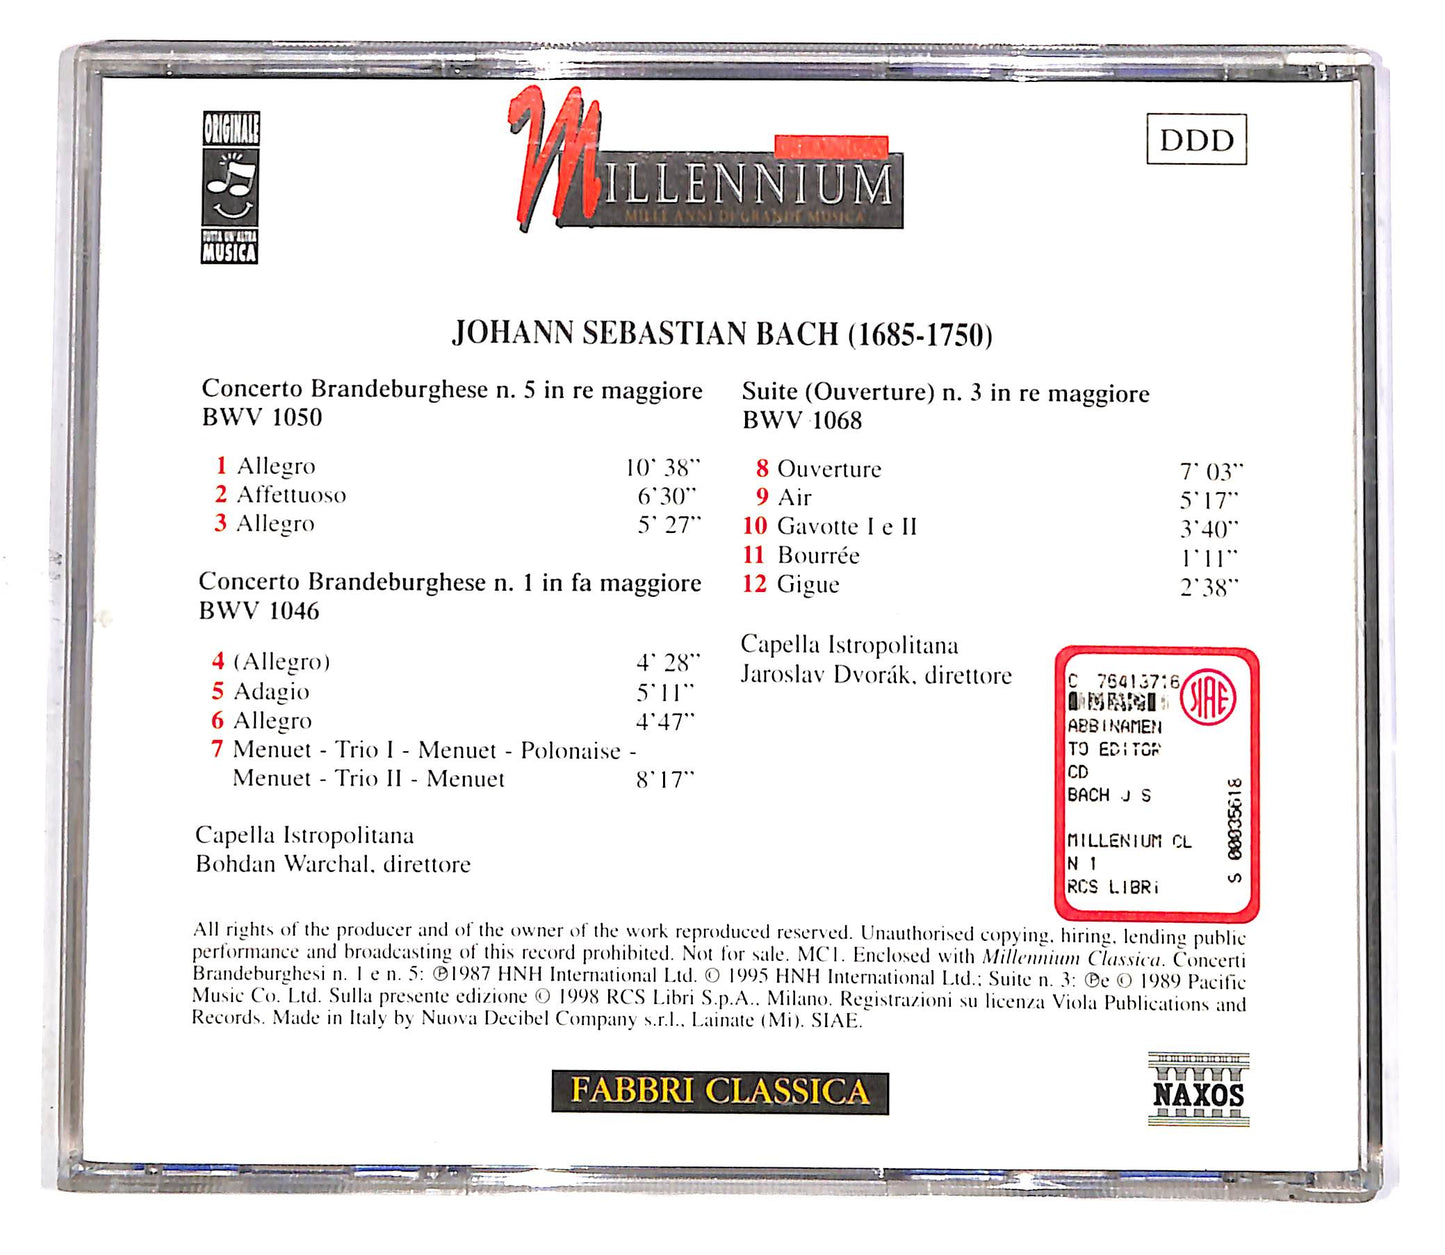 ORIGINALE
TUTTA UN'ALTRA
MUSICA
MILLENNIUM
MILLE ANNI DI GRANDE MUSICA
DDD
JOHANN SEBASTIAN BACH (1685-1750)
Concerto Brandeburghese n. 5 in re maggiore
BWV 1050
1 Allegro 10' 38"
2 Affettuoso 6'30"
3 Allegro 5' 27"
Concerto Brandeburghese n. 1 in fa maggiore
BWV 1046
4 (Allegro) 4' 28"
5 Adagio 5'11"
6 Allegro 4'47"
7 Menuet - Trio I - Menuet - Polonaise -
Menuet - Trio II - Menuet 8'17"
Capella Istropolitana
Bohdan Warchal, direttore
Suite (Ouverture) n. 3 in re maggiore
BWV 1068
8 Ouverture 7' 03"
9 Air 5'17"
10 Gavotte I e II 3'40"
11 Bourrée 1'11"
12 Gigue 2'38"
Capella Istropolitana
Jaroslav Dvorák, direttore
C 76413716
SIAE
ABBINAMEN
TO EDITOR
CD
BACH J S
MILLENIUM CL
N 1
RCS LIBRI
S 00035618
All rights of the producer and of the owner of the work reproduced reserved. Unauthorised copying, hiring, lending public
performance and broadcasting of this record prohibited. Not for sale. MC1. Enclosed with Millennium Classica. Concerti
Brandeburghesi n. 1 e n. 5: ℗1987 HNH International Ltd. © 1995 HNH International Ltd.; Suite n. 3: ℗e © 1989 Pacific
Music Co. Ltd. Sulla presente edizione © 1998 RCS Libri S.p.A., Milano. Registrazioni su licenza Viola Publications and
Records. Made in Italy by Nuova Decibel Company s.r.l., Lainate (Mi). SIAE.
FABBRI CLASSICA
NAXOS